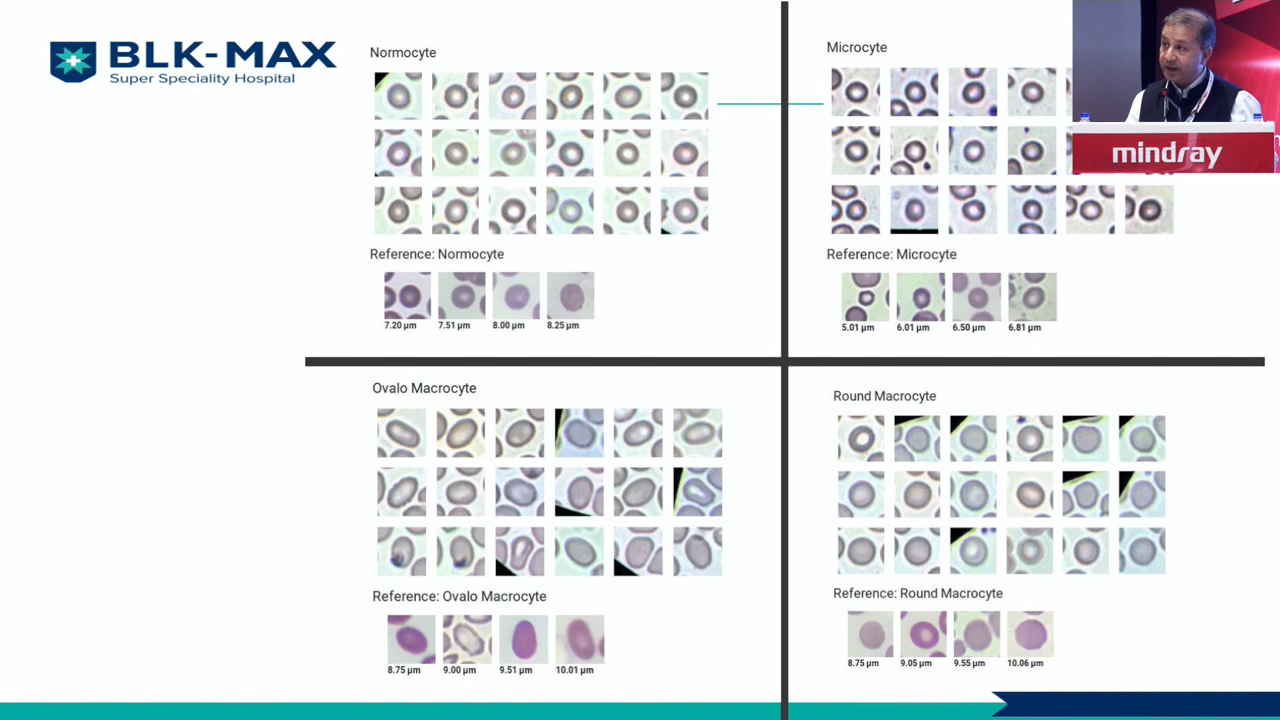 BLK-MAX
Super Speciality Hospital
Normocyte
Reference: Normocyte
7.20 µm
7.51 µm
8.00 µm
8.25 µm
Microcyte
Reference: Microcyte
5.01 µm
6.01 µm
6.50 µm
6.81 µm
mindray
Ovalo Macrocyte
Reference: Ovalo Macrocyte
8.75 µm
9.00 µm
9.51 µm
10.01 µm
Round Macrocyte
Reference: Round Macrocyte
8.75 µm
9.05 µm
9.55 µm
10.06 µm